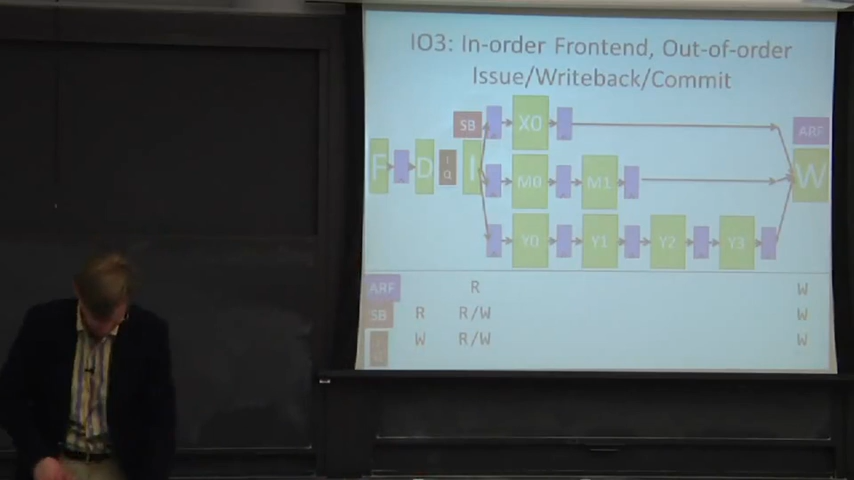 IO3: In-order Frontend, Out-of-order
Issue/Writeback/Commit
SB X0 ARF
F D I Q I M0 M1 W
Y0 Y1 Y2 Y3
ARF R W
SB R R/W W
W R/W W